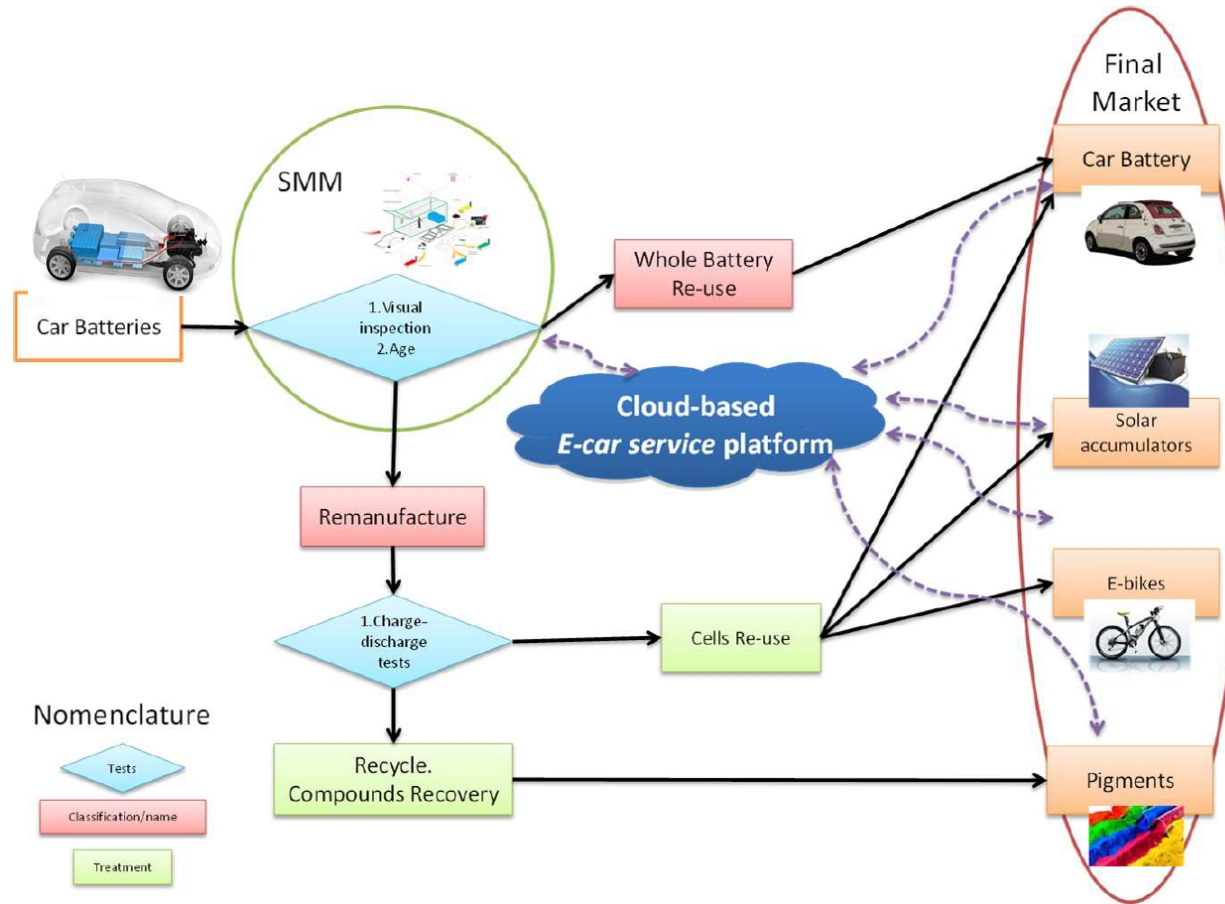 Final
Market
Car Battery
SMM
Whole Battery
Re-use
Car Batteries
1.Visual
inspection
2.Age
Cloud-based
E-car service platform
Solar
accumulators
Remanufacture
E-bikes
1.Charge-
discharge
tests
Cells Re-use
Nomenclature
Tests
Classification/name
Treatment
Recycle.
Compounds Recovery
Pigments